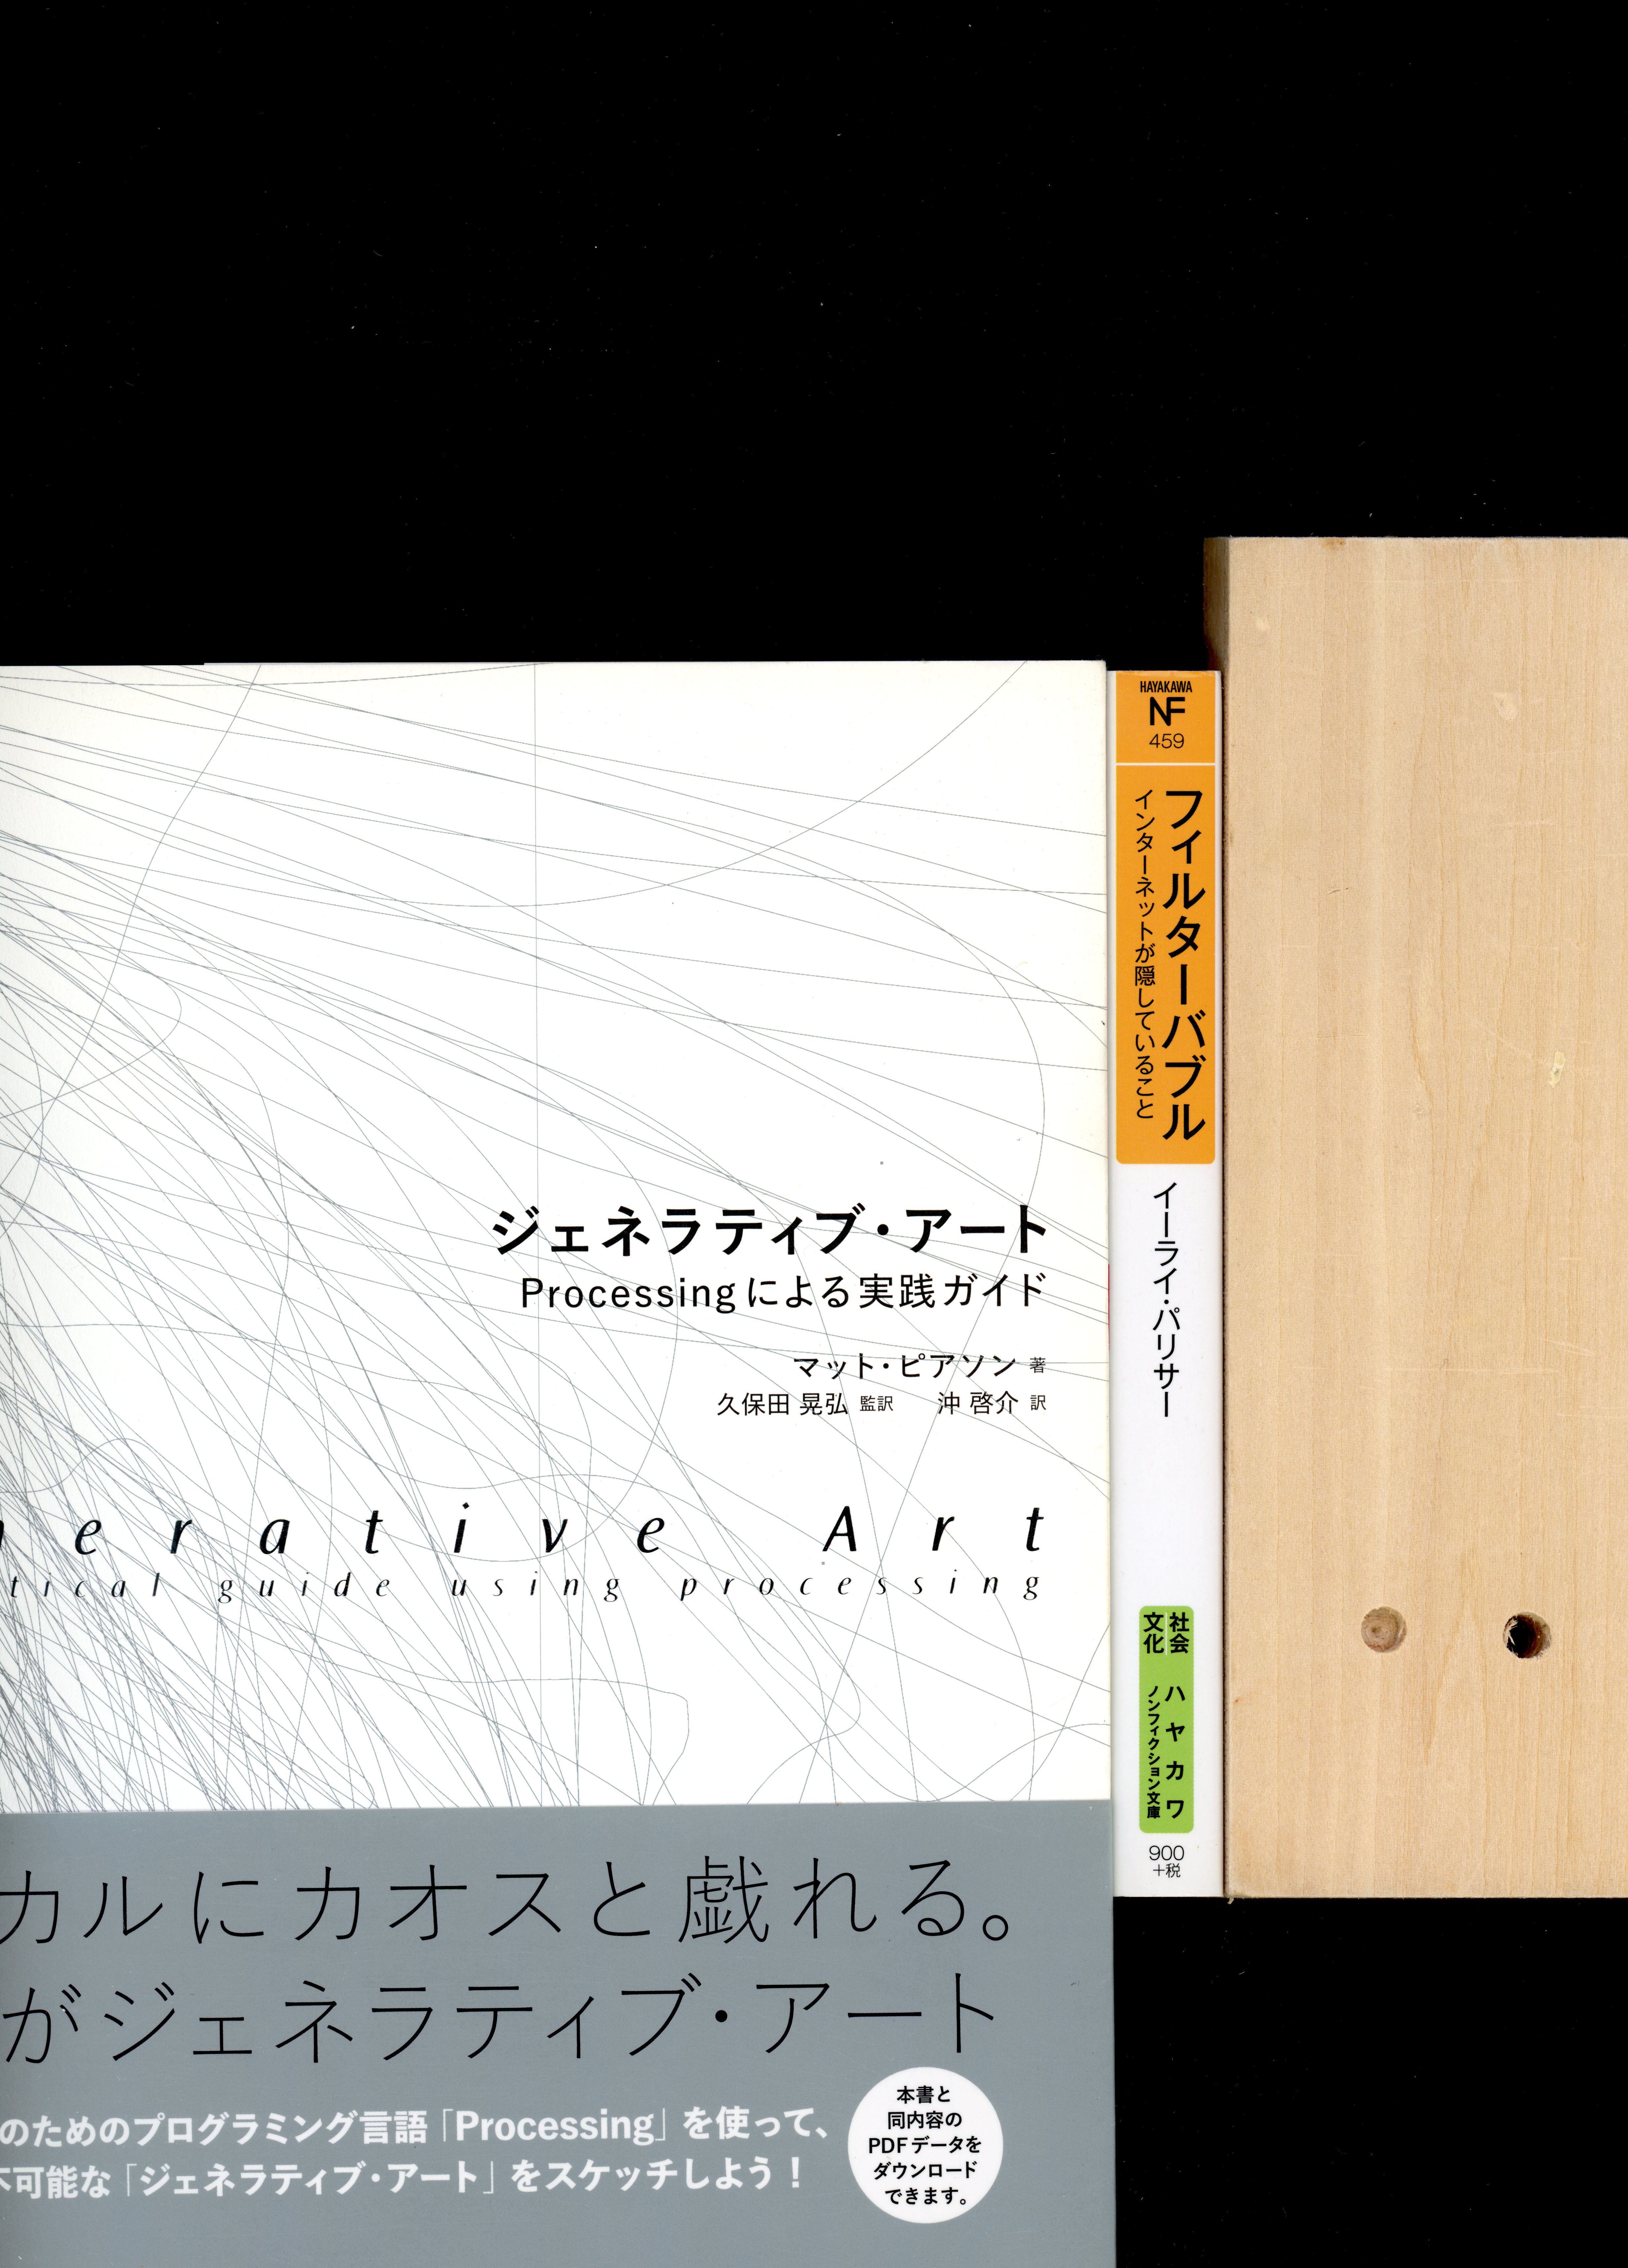 ジェネラティブ・アート
Processingによる実践ガイド
マット・ピアソン 著
久保田 晃弘 監訳 沖 啓介 訳
erative Art
tical guide using processing
カルにカオスと戯れる。
がジェネラティブ・アート
のためのプログラミング言語「Processing」を使って、
可能な「ジェネラティブ・アート」をスケッチしよう！
本書と
同内容の
PDFデータを
ダウンロード
できます。
HAYAKAWA
NF
459
フィルターバブル
インターネットが隠していること
イーライ・パリサー
社会
文化
ハヤカワ
ノンフィクション文庫
900
+税